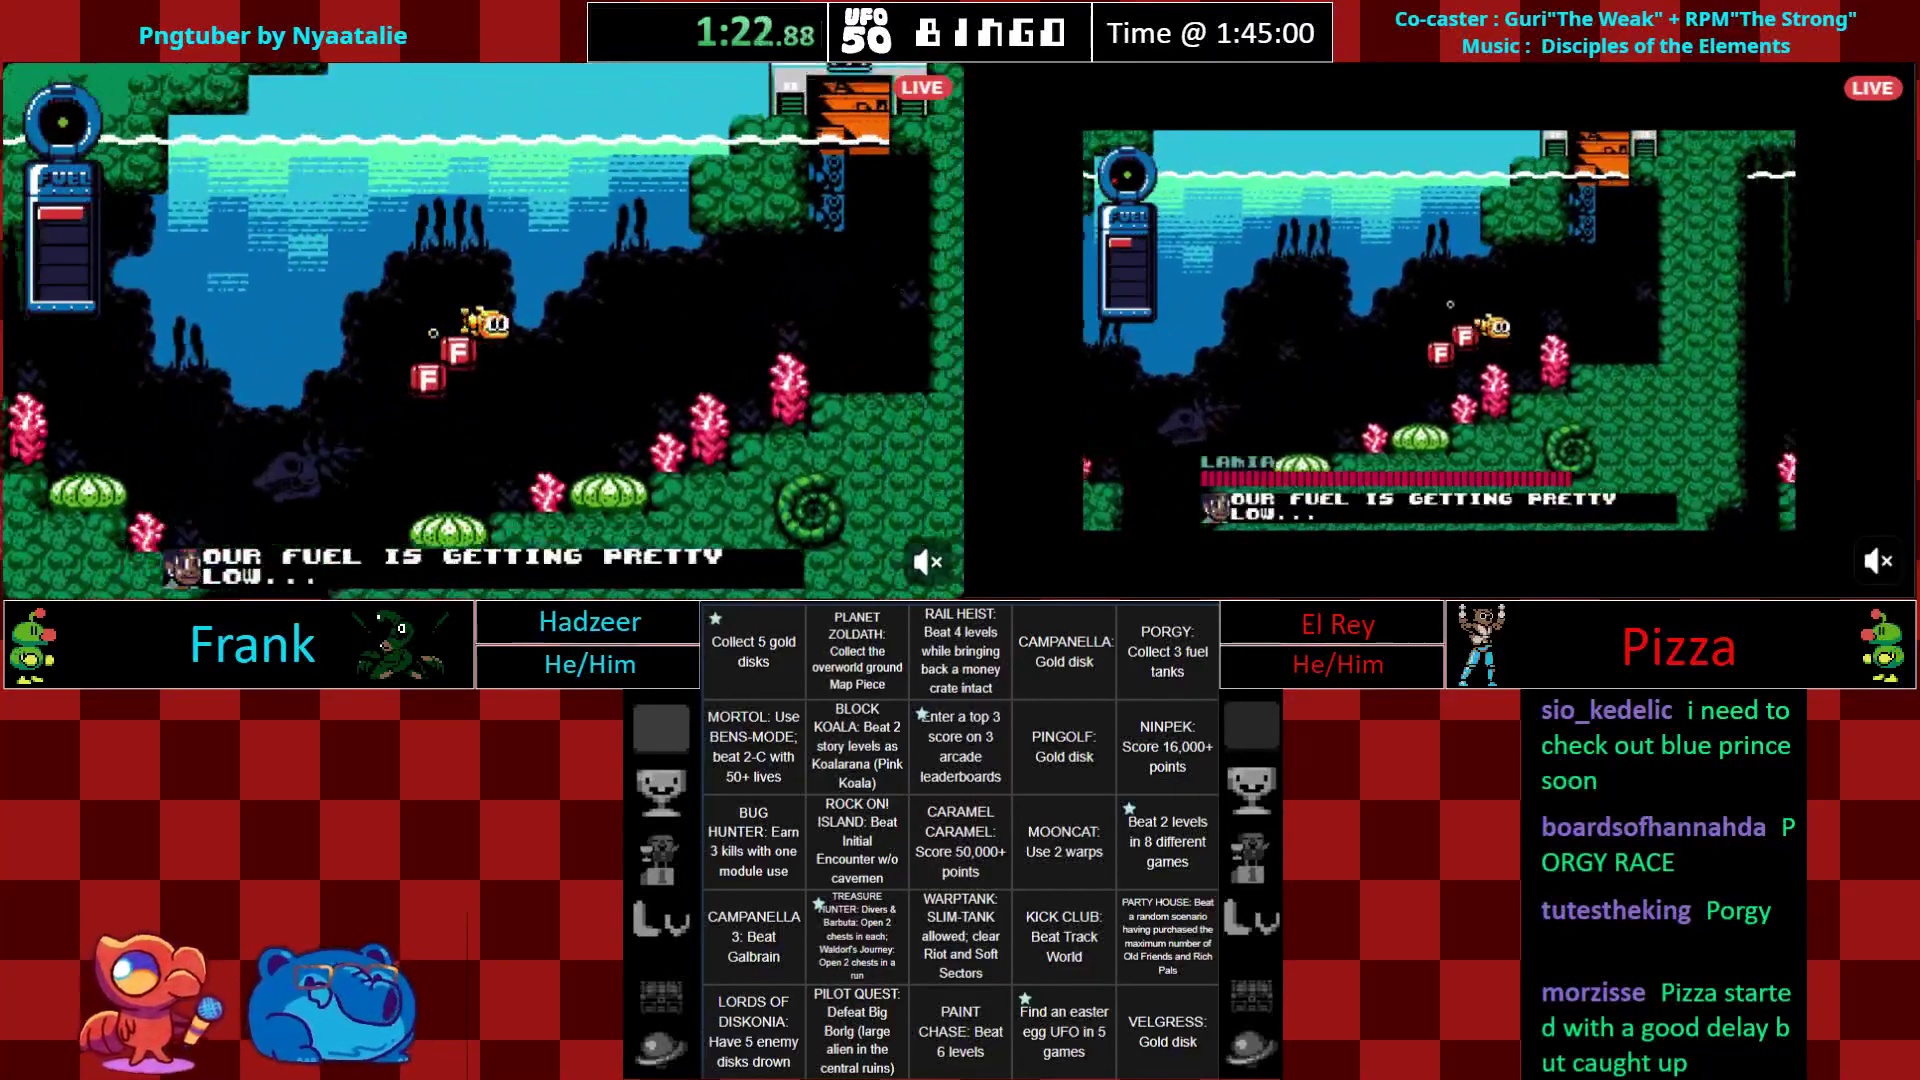 Pngtuber by Nyaatalie
1:22.88
UFO 50
BINGO
Time @ 1:45:00
Co-caster : Guri"The Weak" + RPM"The Strong"
Music : Disciples of the Elements
LIVE
LIVE
FUEL
FUEL
F
F
F
F
OUR FUEL IS GETTING PRETTY
LOW...
LAMIA
OUR FUEL IS GETTING PRETTY
LOW...
Frank
Hadzeer
He/Him
El Rey
He/Him
Pizza
Collect 5 gold
disks
PLANET
ZOLDATH:
Collect the
overworld ground
Map Piece
RAIL HEIST:
Beat 4 levels
while bringing
back a money
crate intact
CAMPANELLA:
Gold disk
PORGY:
Collect 3 fuel
tanks
MORTOL: Use
BENS-MODE;
beat 2-C with
50+ lives
BLOCK
KOALA: Beat 2
story levels as
Koalarana (Pink
Koala)
Enter a top 3
score on 3
arcade
leaderboards
PINGOLF:
Gold disk
NINPEK:
Score 16,000+
points
BUG
HUNTER: Earn
3 kills with one
module use
ROCK ON!
ISLAND: Beat
Initial
Encounter w/o
cavemen
CARAMEL
CARAMEL:
Score 50,000+
points
MOONCAT:
Use 2 warps
Beat 2 levels
in 8 different
games
CAMPANELLA
3: Beat
Galbrain
TREASURE
HUNTER: Divers &
Barbuta: Open 2
chests in each;
Waldorf's Journey:
Open 2 chests in a
run
WARPTANK:
SLIM-TANK
allowed; clear
Riot and Soft
Sectors
KICK CLUB:
Beat Track
World
PARTY HOUSE: Beat
a random scenario
having purchased the
maximum number of
Old Friends and Rich
Pals
LORDS OF
DISKONIA:
Have 5 enemy
disks drown
PILOT QUEST:
Defeat Big
Borlg (large
alien in the
central ruins)
PAINT
CHASE: Beat
6 levels
Find an easter
egg UFO in 5
games
VELGRESS:
Gold disk
1
Lv
1
Lv
sio_kedelic i need to
check out blue prince
soon
boardsofhannahda P
ORGY RACE
tutestheking Porgy
morzisse Pizza starte
d with a good delay b
ut caught up